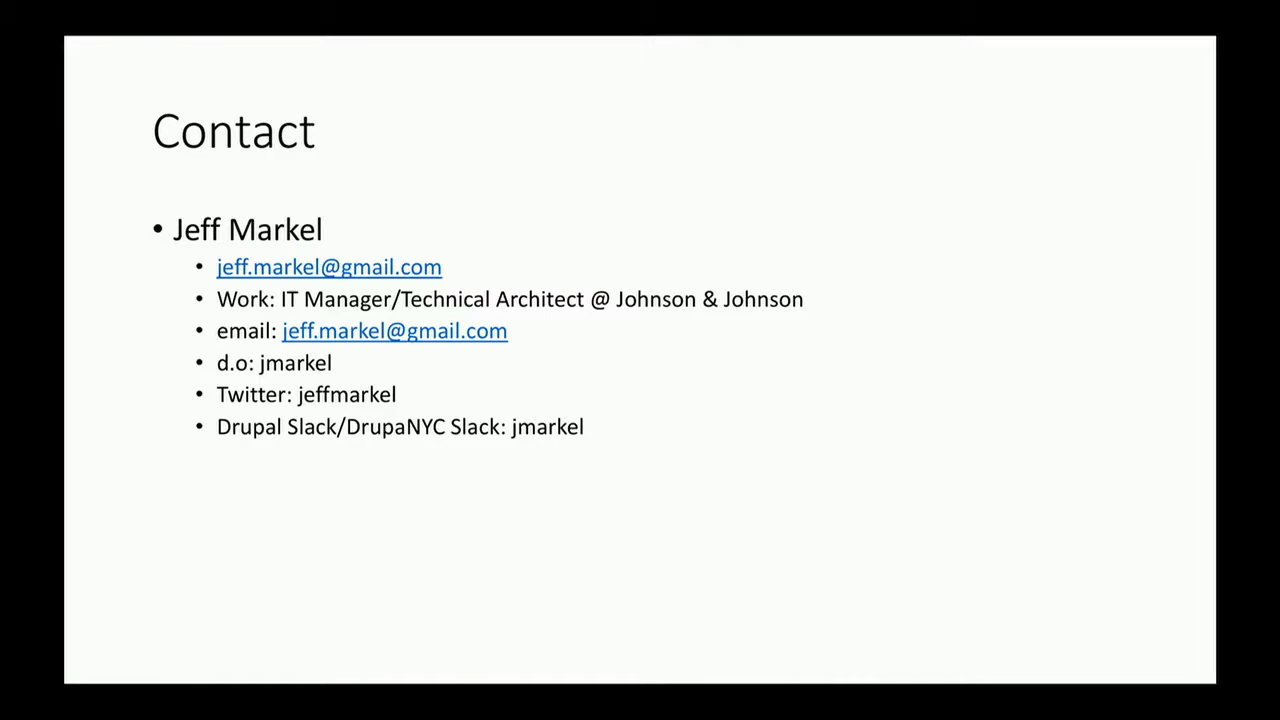 Contact
• Jeff Markel
• jeff.markel@gmail.com
• Work: IT Manager/Technical Architect @ Johnson & Johnson
• email: jeff.markel@gmail.com
• d.o: jmarkel
• Twitter: jeffmarkel
• Drupal Slack/DrupaNYC Slack: jmarkel